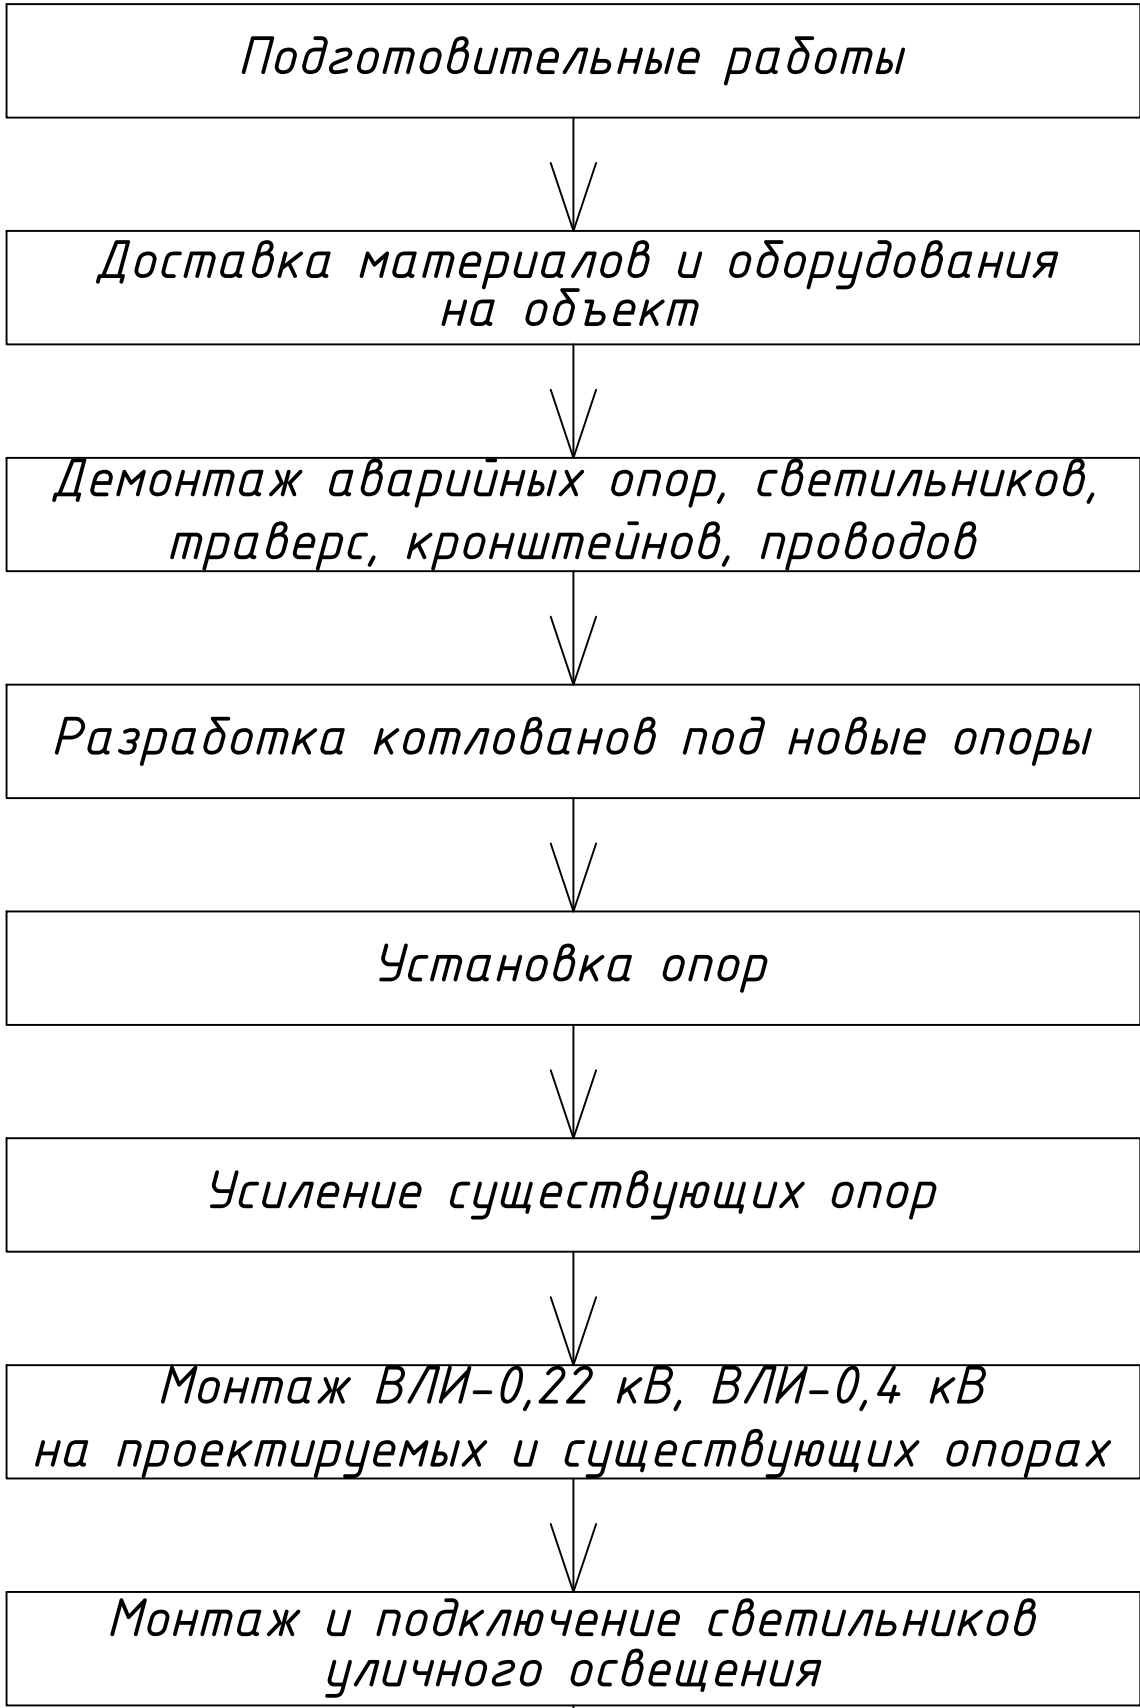 Подготовительные работы
Доставка материалов и оборудования
на объект
Демонтаж аварийных опор, светильников,
траверс, кронштейнов, проводов
Разработка котлованов под новые опоры
Установка опор
Усиление существующих опор
Монтаж ВЛИ-0,22 кВ, ВЛИ-0,4 кВ
на проектируемых и существующих опорах
Монтаж и подключение светильников
уличного освещения